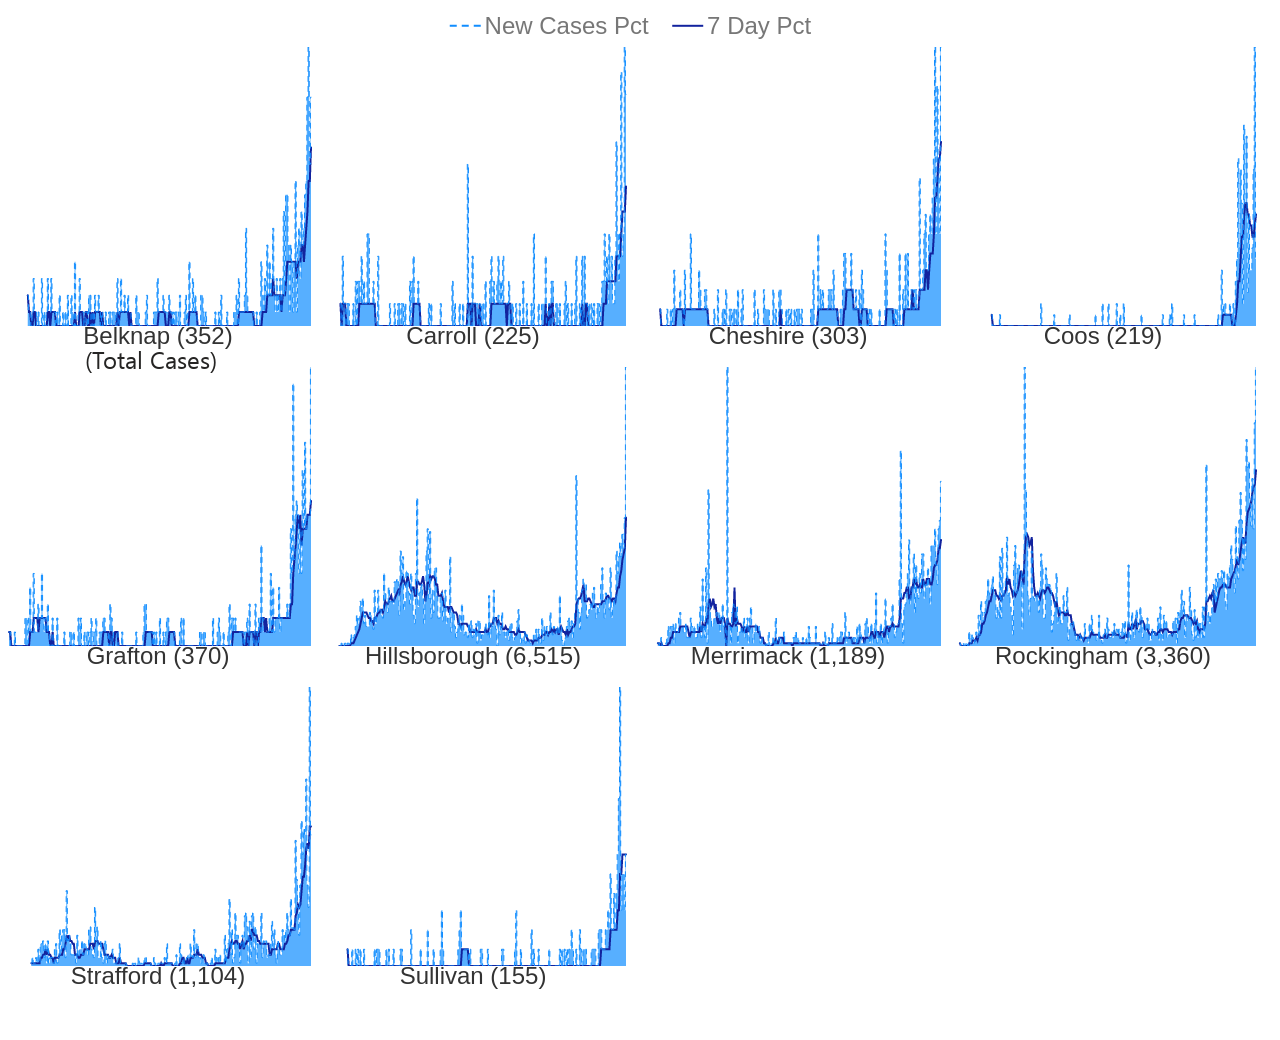 New Cases Pct 7 Day Pct
Belknap (352) Carroll (225) Cheshire (303) Coos (219)
(Total Cases)
Grafton (370) Hillsborough (6,515) Merrimack (1,189) Rockingham (3,360)
Strafford (1,104) Sullivan (155)